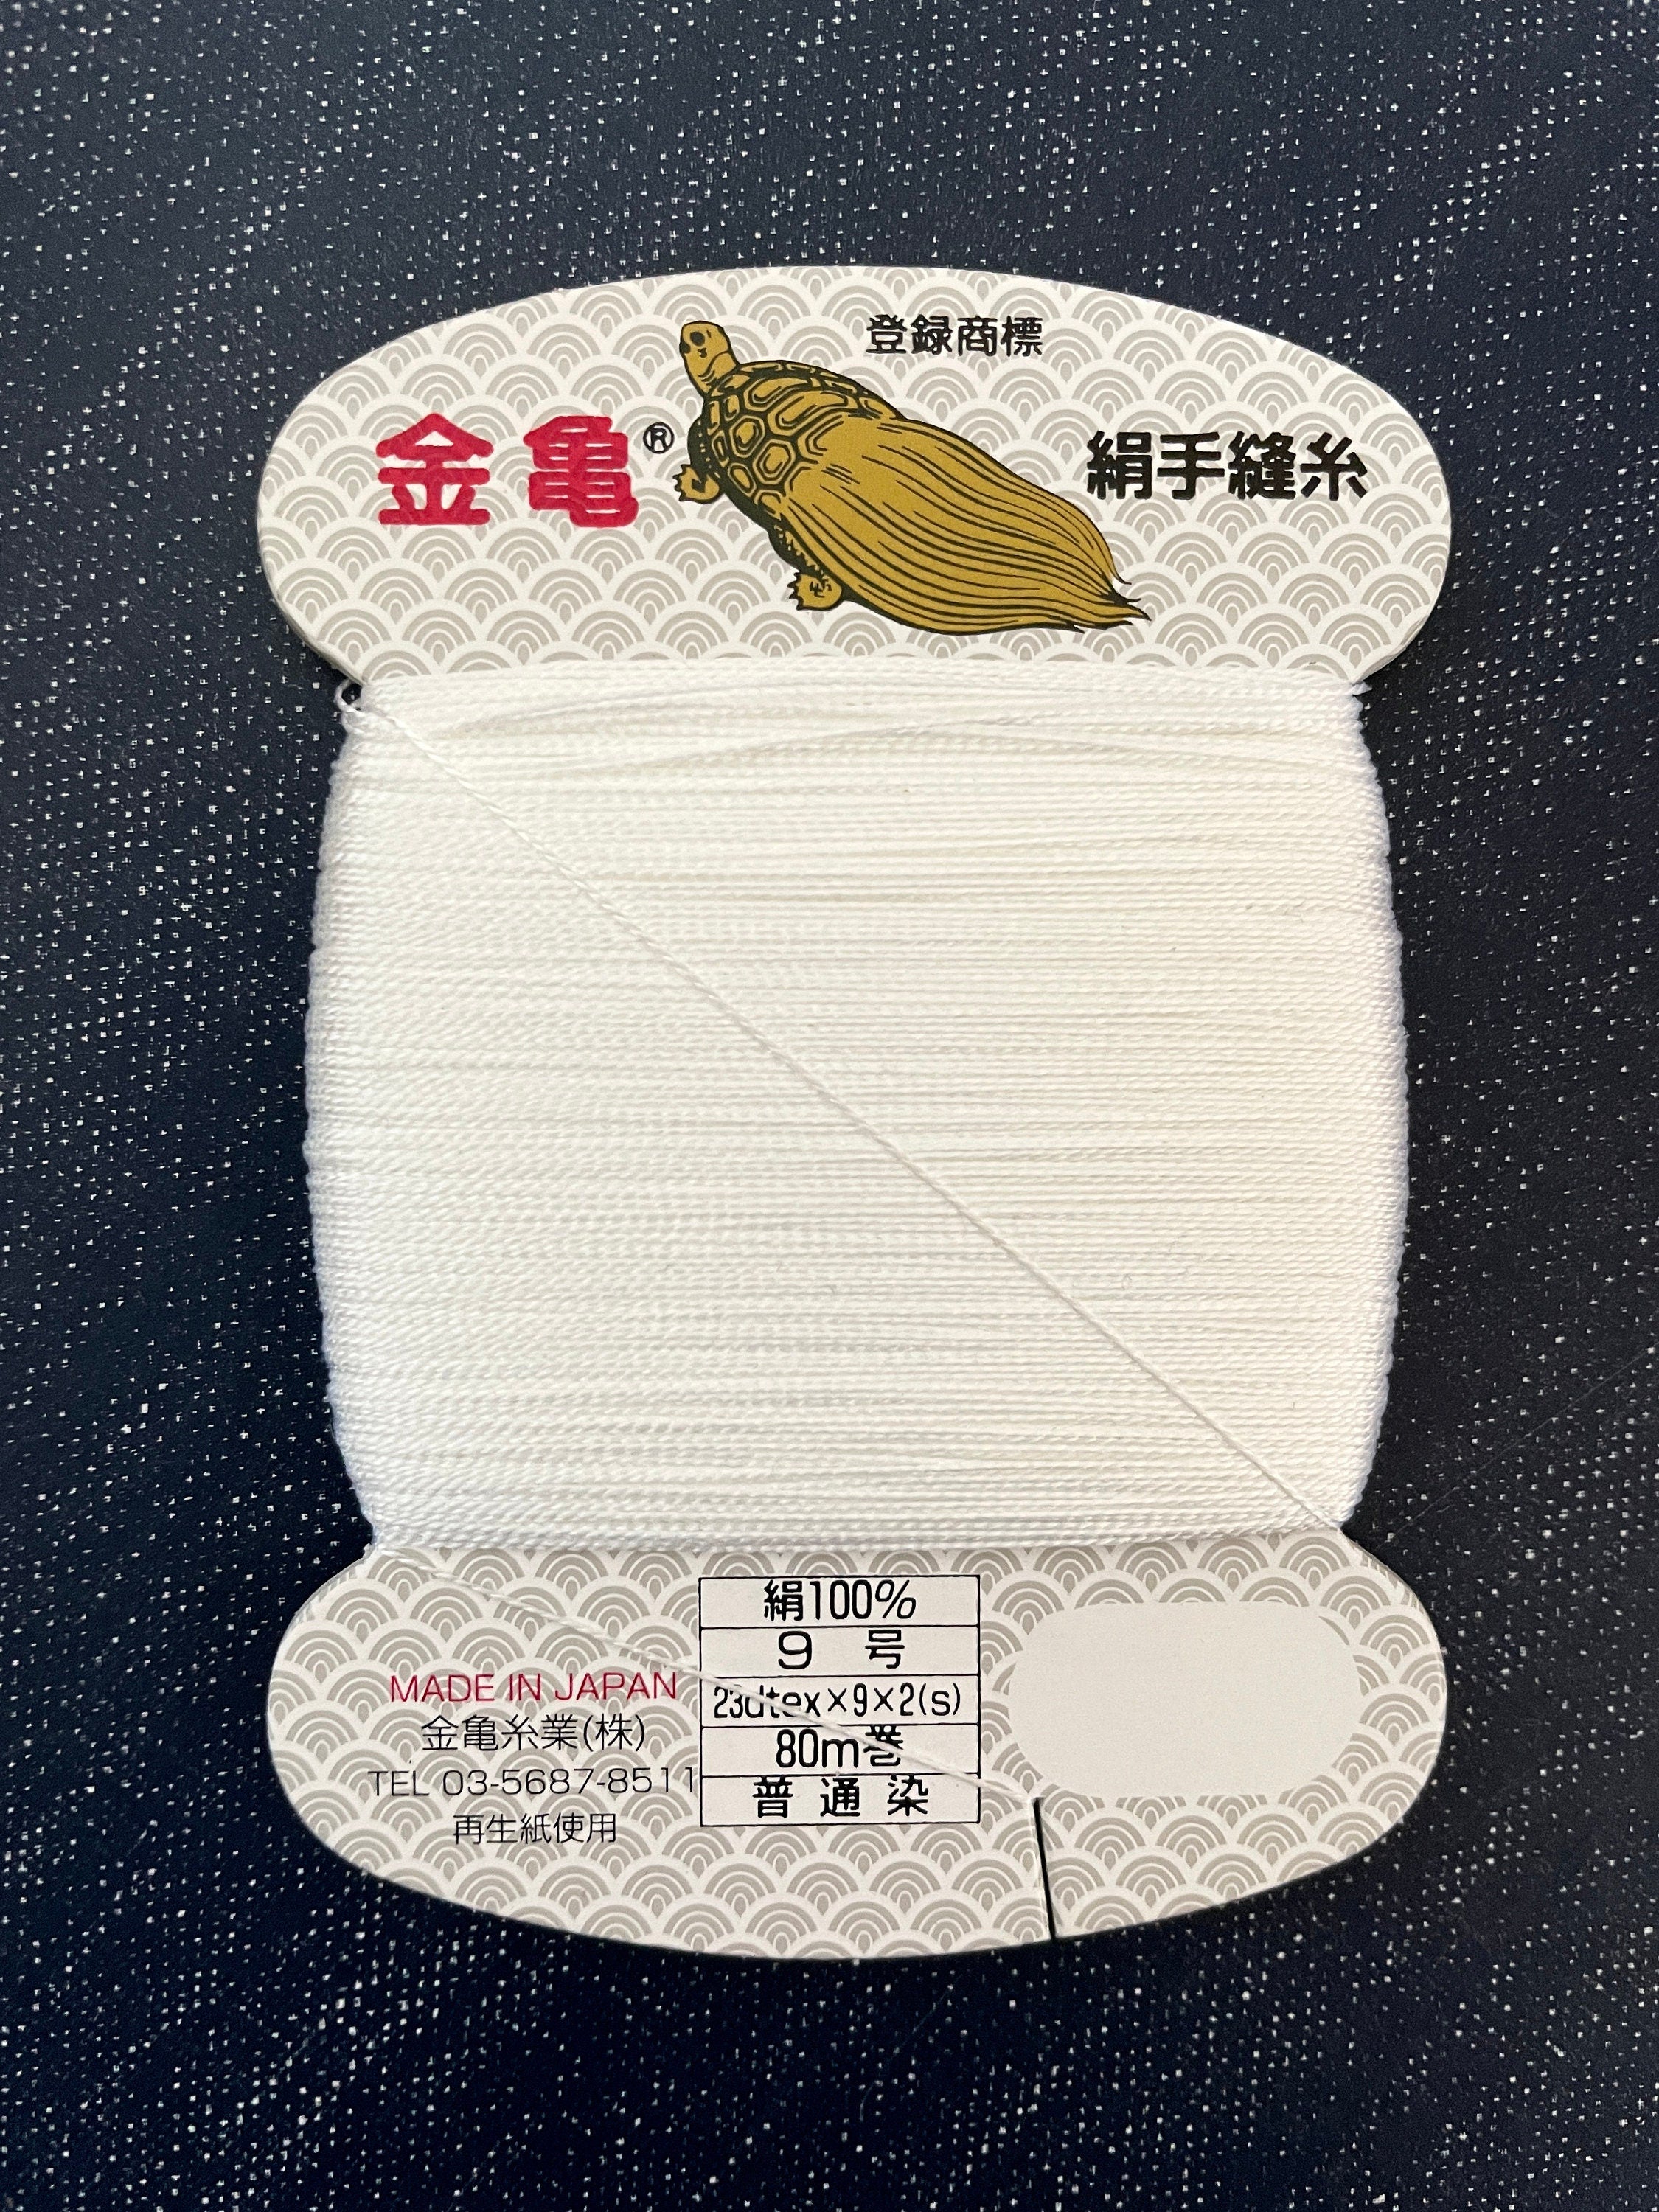 登録商標
金亀®
絹手縫糸
絹100%
9 号
23dtex×9×2(s)
80m巻
普通染
MADE IN JAPAN
金亀糸業(株)
TEL 03-5687-8511
再生紙使用